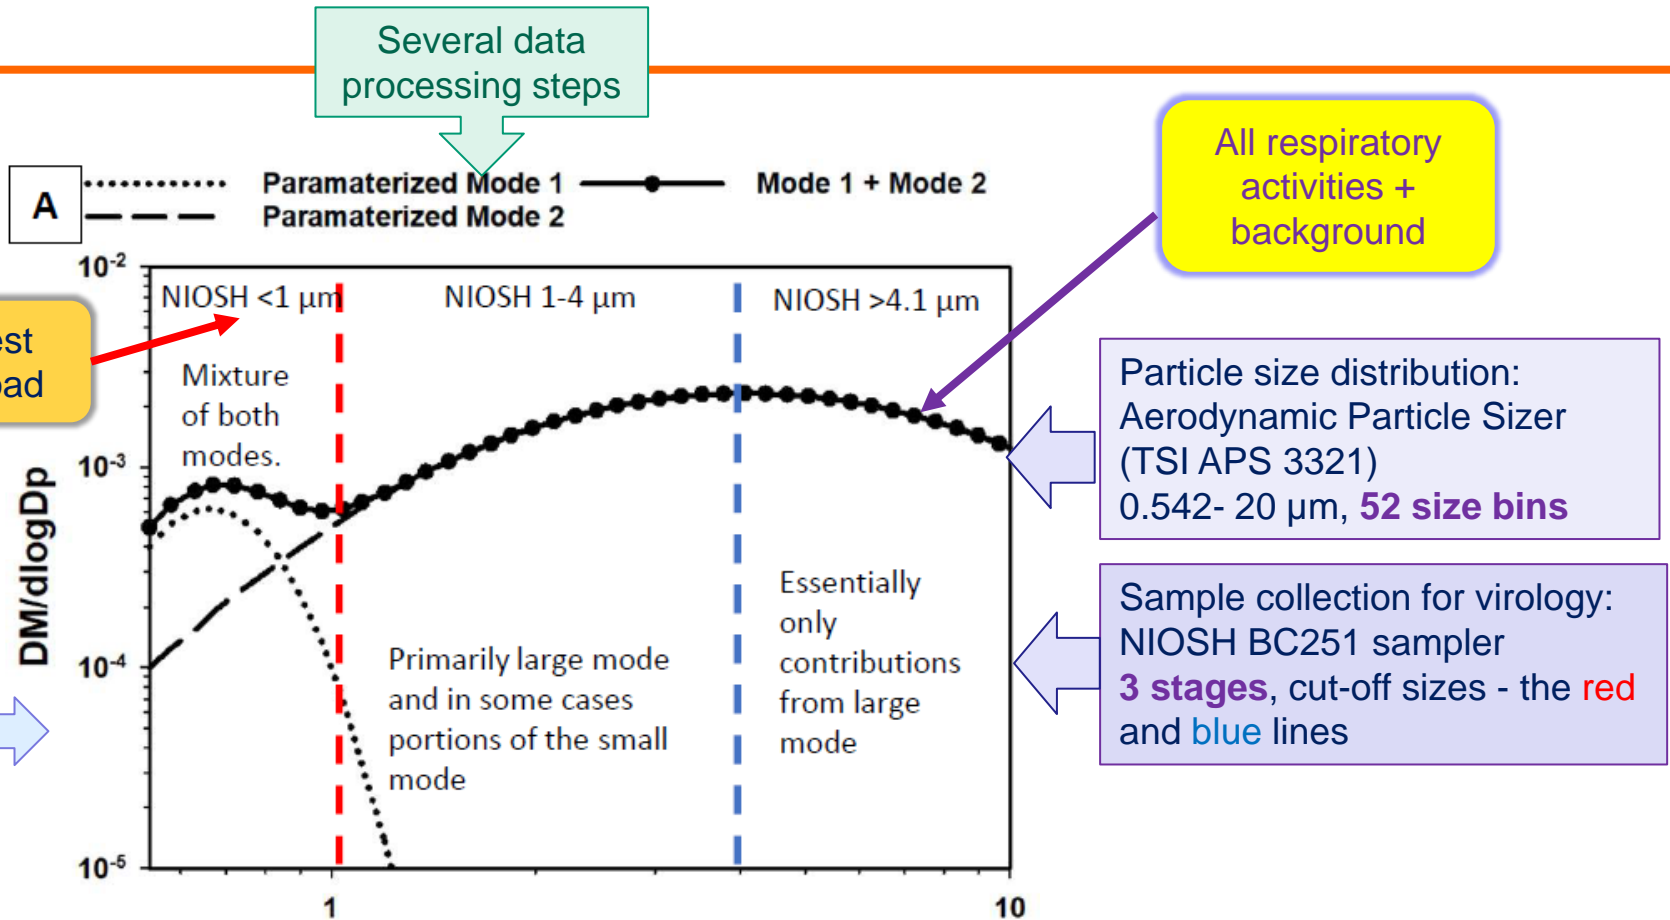 Several data
processing steps
All respiratory
activities +
background
A
Paramaterized Mode 1
Mode 1 + Mode 2
Paramaterized Mode 2
10-2
NIOSH <1 µm
NIOSH 1-4 µm
NIOSH >4.1 µm
est
oad
Mixture
of both
modes.
Particle size distribution:
Aerodynamic Particle Sizer
(TSI APS 3321)
0.542- 20 µm, 52 size bins
10-3
DM/dlogDp
Essentially
only
contributions
from large
mode
Sample collection for virology:
NIOSH BC251 sampler
3 stages, cut-off sizes - the red
and blue lines
10-4
Primarily large mode
and in some cases
portions of the small
mode
10-5
1
10